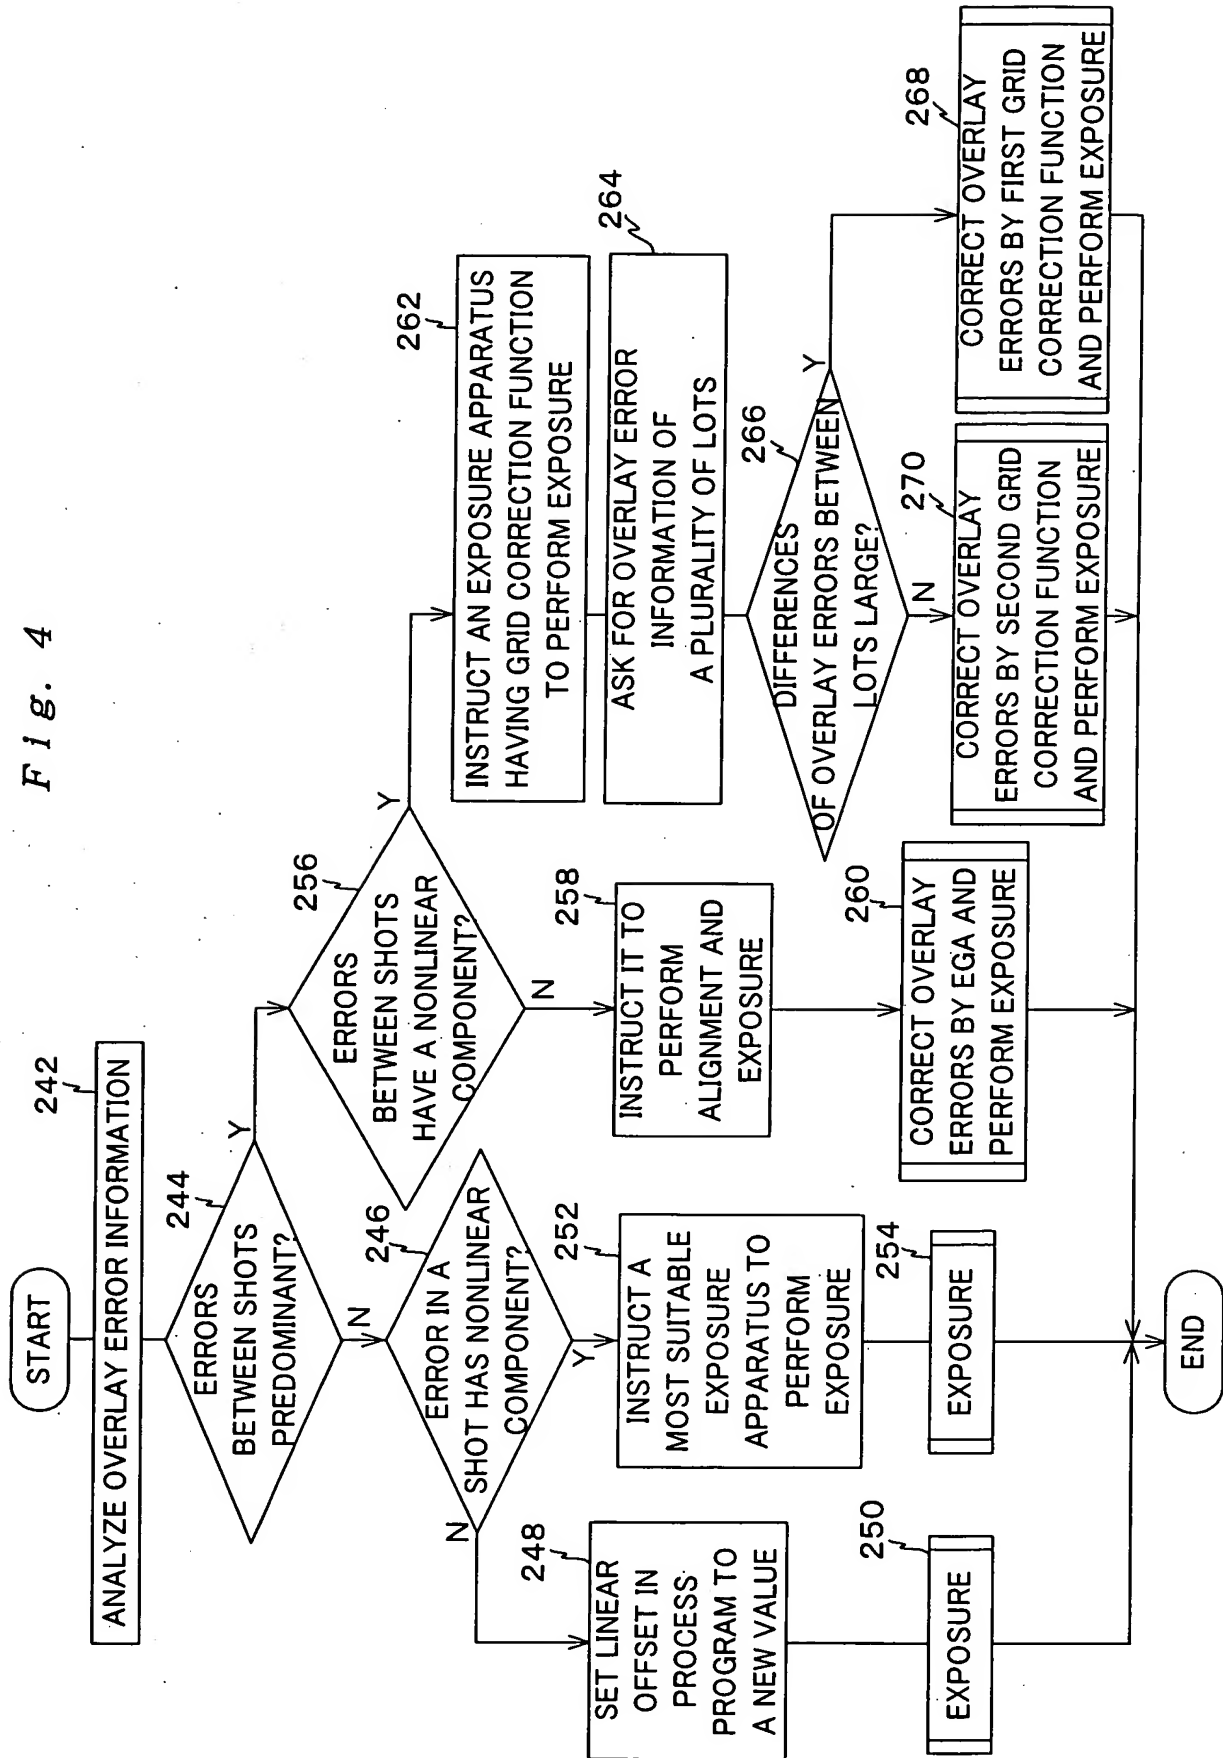 Fig. 4
START
242
ANALYZE OVERLAY ERROR INFORMATION
244
ERRORS
BETWEEN SHOTS
PREDOMINANT?
Y
N
246
ERROR IN A
SHOT HAS NONLINEAR
COMPONENT?
N
Y
248
SET LINEAR
OFFSET IN
PROCESS
PROGRAM TO
A NEW VALUE
250
EXPOSURE
252
INSTRUCT A
MOST SUITABLE
EXPOSURE
APPARATUS TO
PERFORM
EXPOSURE
254
EXPOSURE
256
ERRORS
BETWEEN SHOTS
HAVE A NONLINEAR
COMPONENT?
Y
N
258
INSTRUCT IT TO
PERFORM
ALIGNMENT AND
EXPOSURE
260
CORRECT OVERLAY
ERRORS BY EGA AND
PERFORM EXPOSURE
262
INSTRUCT AN EXPOSURE APPARATUS
HAVING GRID CORRECTION FUNCTION
TO PERFORM EXPOSURE
264
ASK FOR OVERLAY ERROR
INFORMATION OF
A PLURALITY OF LOTS
266
DIFFERENCES
OF OVERLAY ERRORS BETWEEN
LOTS LARGE?
Y
N
270
CORRECT OVERLAY
ERRORS BY SECOND GRID
CORRECTION FUNCTION
AND PERFORM EXPOSURE
268
CORRECT OVERLAY
ERRORS BY FIRST GRID
CORRECTION FUNCTION
AND PERFORM EXPOSURE
END